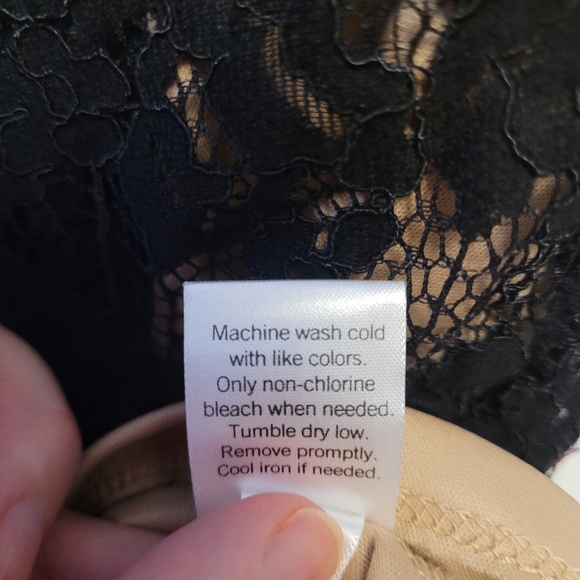 Machine wash cold
with like colors.
Only non-chlorine
bleach when needed.
Tumble dry low.
Remove promptly.
Cool iron if needed.